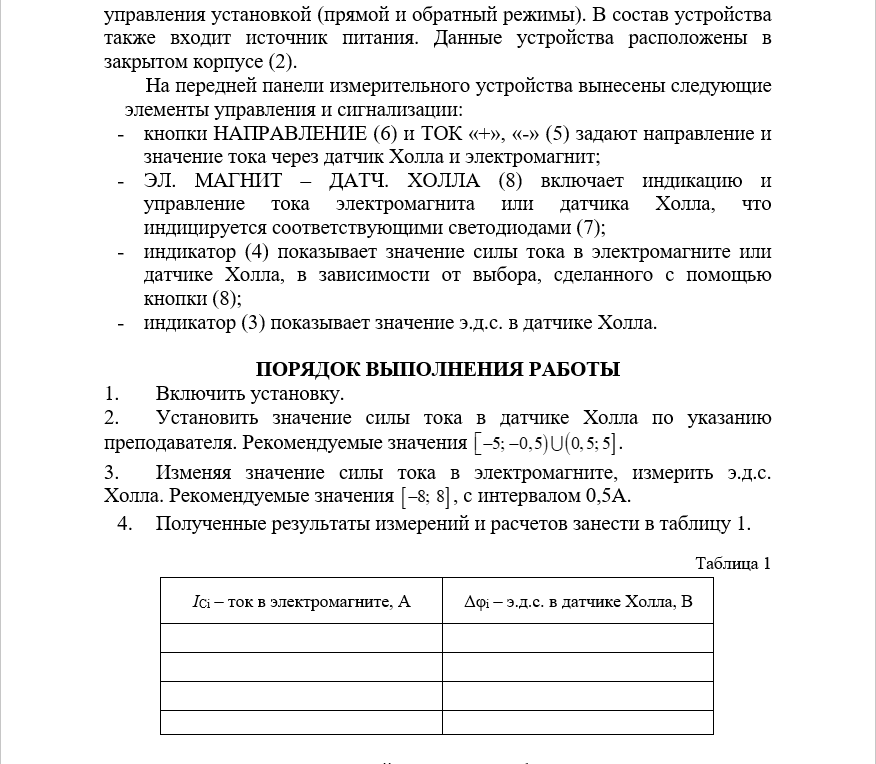 управления установкой (прямой и обратный режимы). В состав устройства
также входит источник питания. Данные устройства расположены в
закрытом корпусе (2).
На передней панели измерительного устройства вынесены следующие
элементы управления и сигнализации:
- кнопки НАПРАВЛЕНИЕ (6) и ТОК «+», «-» (5) задают направление и
значение тока через датчик Холла и электромагнит;
- ЭЛ. МАГНИТ – ДАТЧ. ХОЛЛА (8) включает индикацию и
управление тока электромагнита или датчика Холла, что
индицируется соответствующими светодиодами (7);
- индикатор (4) показывает значение силы тока в электромагните или
датчике Холла, в зависимости от выбора, сделанного с помощью
кнопки (8);
- индикатор (3) показывает значение э.д.с. в датчике Холла.
ПОРЯДОК ВЫПОЛНЕНИЯ РАБОТЫ
1. Включить установку.
2. Установить значение силы тока в датчике Холла по указанию
преподавателя. Рекомендуемые значения [–5; –0,5)∪(0,5; 5].
3. Изменяя значение силы тока в электромагните, измерить э.д.с.
Холла. Рекомендуемые значения [–8; 8], с интервалом 0,5А.
4. Полученные результаты измерений и расчетов занести в таблицу 1.
Таблица 1
ICi – ток в электромагните, А
Δφi – э.д.с. в датчике Холла, В